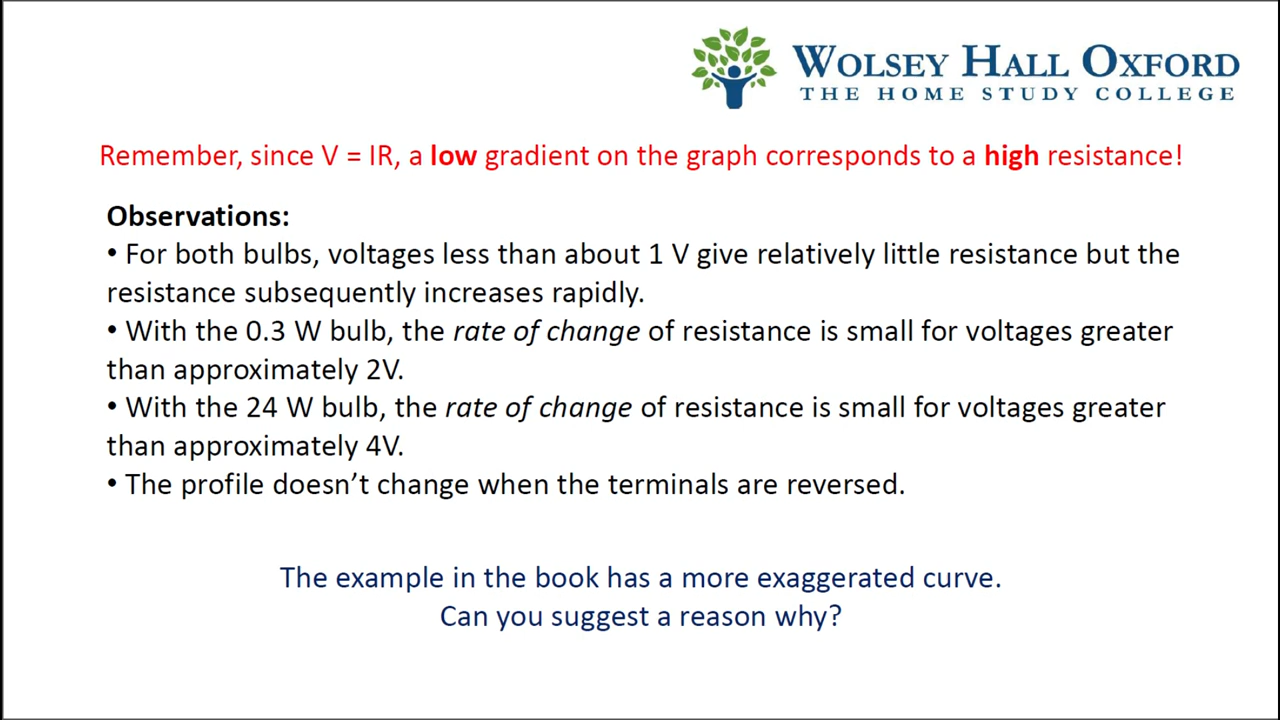 WOLSEY HALL OXFORD
THE HOME STUDY COLLEGE
Remember, since V = IR, a low gradient on the graph corresponds to a high resistance!
Observations:
• For both bulbs, voltages less than about 1 V give relatively little resistance but the
resistance subsequently increases rapidly.
• With the 0.3 W bulb, the rate of change of resistance is small for voltages greater
than approximately 2V.
• With the 24 W bulb, the rate of change of resistance is small for voltages greater
than approximately 4V.
• The profile doesn’t change when the terminals are reversed.
The example in the book has a more exaggerated curve.
Can you suggest a reason why?